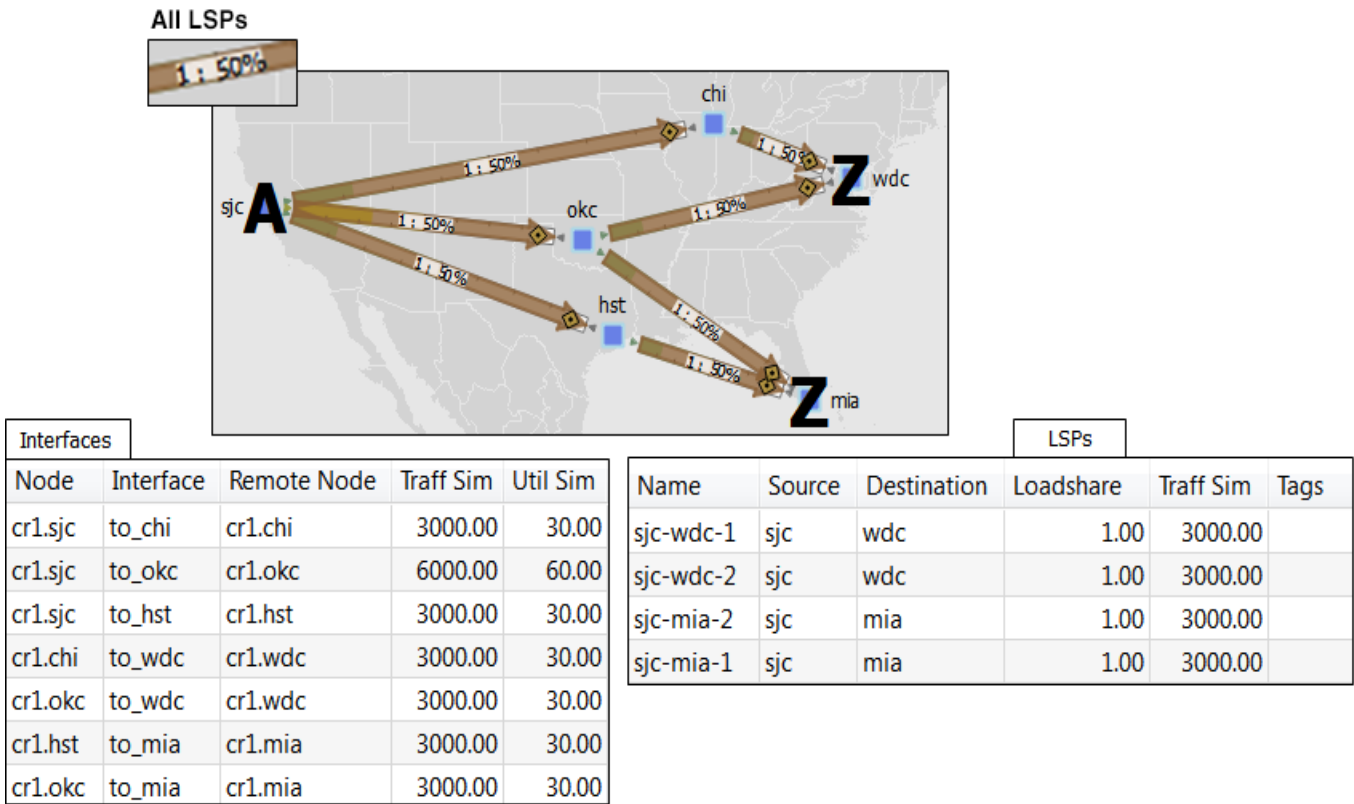 All LSPs
1 : 50%
chi
1 : 50%
1 : 50%
A
Z
sjc
wdc
okc
1 : 50%
1 : 50%
1 : 50%
hst
1 : 50%
1 : 50%
Z
mia
Interfaces
Node Interface Remote Node Traff Sim Util Sim
cr1.sjc to_chi cr1.chi 3000.00 30.00
cr1.sjc to_okc cr1.okc 6000.00 60.00
cr1.sjc to_hst cr1.hst 3000.00 30.00
cr1.chi to_wdc cr1.wdc 3000.00 30.00
cr1.okc to_wdc cr1.wdc 3000.00 30.00
cr1.hst to_mia cr1.mia 3000.00 30.00
cr1.okc to_mia cr1.mia 3000.00 30.00
LSPs
Name Source Destination Loadshare Traff Sim Tags
sjc-wdc-1 sjc wdc 1.00 3000.00
sjc-wdc-2 sjc wdc 1.00 3000.00
sjc-mia-2 sjc mia 1.00 3000.00
sjc-mia-1 sjc mia 1.00 3000.00